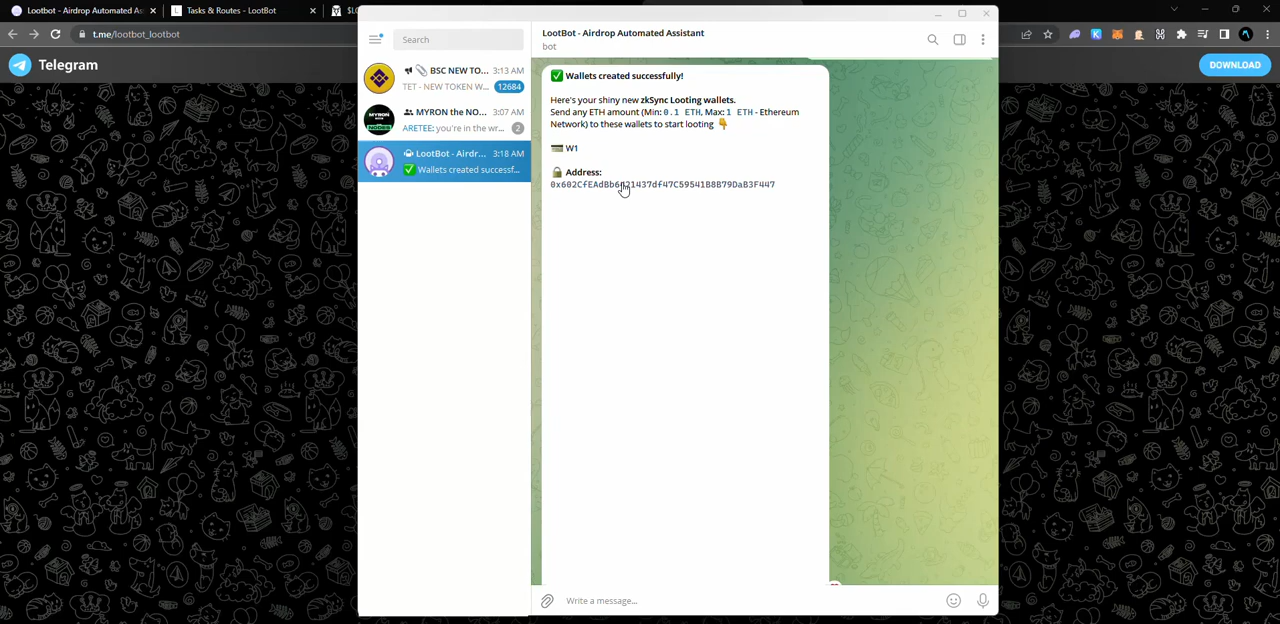 Lootbot - Airdrop Automated As
Tasks & Routes - LootBot
t.me/lootbot_lootbot
Telegram
DOWNLOAD
Search
BSC NEW TO... 3:13 AM
TET - NEW TOKEN W... 12684
MYRON the NO... 3:07 AM
ARETEE: you're in the wr... 2
LootBot - Airdr... 3:18 AM
✅ Wallets created successf...
LootBot - Airdrop Automated Assistant
bot
✅ Wallets created successfully!
Here's your shiny new zkSync Looting wallets.
Send any ETH amount (Min: 0.1 ETH, Max: 1 ETH - Ethereum
Network) to these wallets to start looting 👇
💳 W1
🔒 Address:
Write a message...